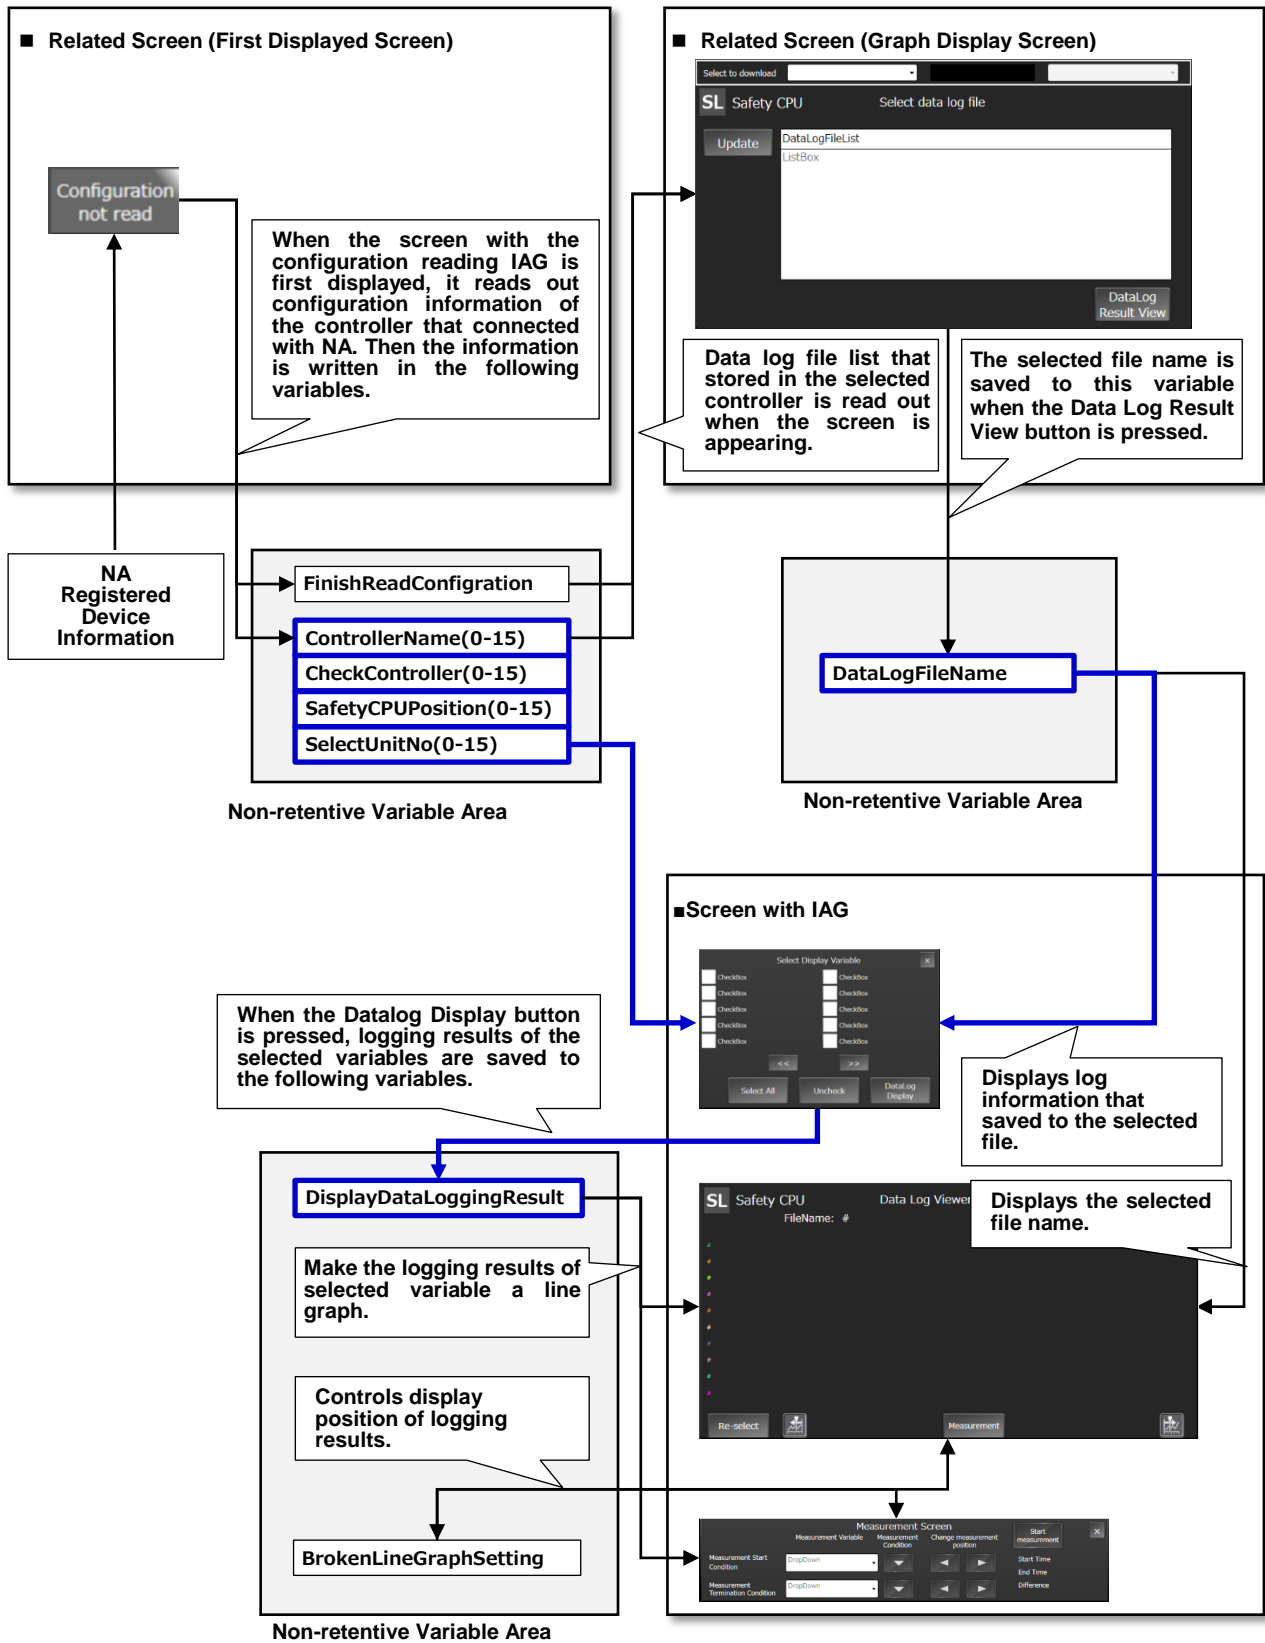 ■ Related Screen (First Displayed Screen)
Configuration
not read
When the screen with the
configuration reading IAG is
first displayed, it reads out
configuration information of
the controller that connected
with NA. Then the information
is written in the following
variables.
NA
Registered
Device
Information
■ Related Screen (Graph Display Screen)
Select to download
SL Safety CPU Select data log file
Update
DataLogFileList
ListBox
DataLog
Result View
Data log file list that
stored in the selected
controller is read out
when the screen is
appearing.
The selected file name is
saved to this variable
when the Data Log Result
View button is pressed.
FinishReadConfigration
ControllerName(0-15)
CheckController(0-15)
SafetyCPUPosition(0-15)
SelectUnitNo(0-15)
Non-retentive Variable Area
DataLogFileName
Non-retentive Variable Area
■Screen with IAG
Select Display Variable ×
CheckBox CheckBox
CheckBox CheckBox
CheckBox CheckBox
CheckBox CheckBox
CheckBox CheckBox
<< >>
Select All Uncheck DataLog
Display
When the Datalog Display button
is pressed, logging results of the
selected variables are saved to
the following variables.
Displays log
information that
saved to the selected
file.
DisplayDataLoggingResult
Make the logging results of
selected variable a line
graph.
Controls display
position of logging
results.
BrokenLineGraphSetting
Non-retentive Variable Area
SL Safety CPU Data Log Viewer
FileName: #
#
#
#
#
#
#
#
#
#
#
Re-select Measurement
Displays the selected
file name.
Measurement Screen ×
Measurement Variable Measurement
Condition Change measurement
position Start
measurement
Measurement Start
Condition DropDown
Start Time
End Time
Measurement
Termination Condition DropDown
Difference